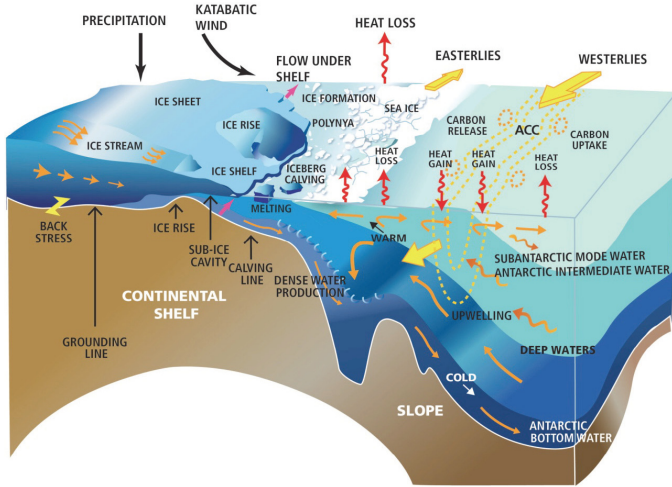 PRECIPITATION
KATABATIC
WIND
HEAT LOSS
FLOW UNDER
SHELF
EASTERLIES
WESTERLIES
ICE SHEET
ICE FORMATION
SEA ICE
ICE RISE
POLYNYA
CARBON
RELEASE
ACC
CARBON
UPTAKE
ICE STREAM
ICE SHELF
ICEBERG
CALVING
HEAT
LOSS
HEAT
GAIN
HEAT
GAIN
HEAT
LOSS
MELTING
BACK
STRESS
ICE RISE
SUB-ICE
CAVITY
CALVING
LINE
WARM
DENSE WATER
PRODUCTION
SUBANTARCTIC MODE WATER
ANTARCTIC INTERMEDIATE WATER
CONTINENTAL
SHELF
GROUNDING
LINE
UPWELLING
DEEP WATERS
COLD
SLOPE
ANTARCTIC
BOTTOM WATER